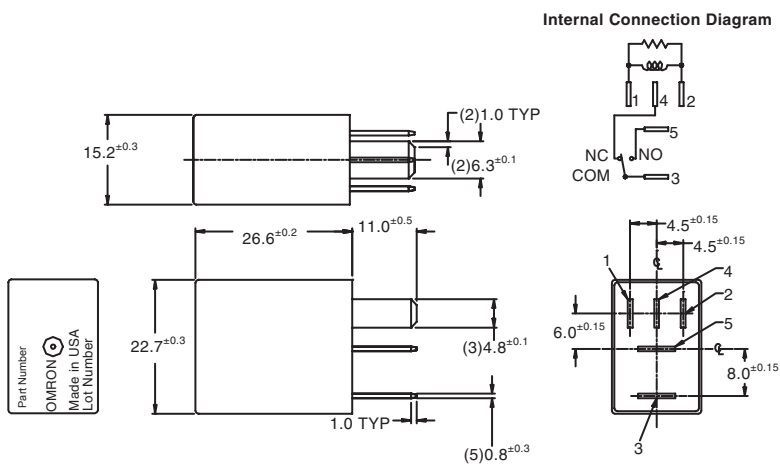 Internal Connection Diagram
1 4 2
5
NC NO
COM
3
(2)1.0 TYP
15.2±0.3
(2)6.3±0.1
26.6±0.2
11.0±0.5
22.7±0.3
(3)4.8±0.1
1.0 TYP
(5)0.8±0.3
Part Number
OMRON
Made in USA
Lot Number
4.5±0.15
4.5±0.15
℄
1
4
2
6.0±0.15
5
℄
8.0±0.15
3